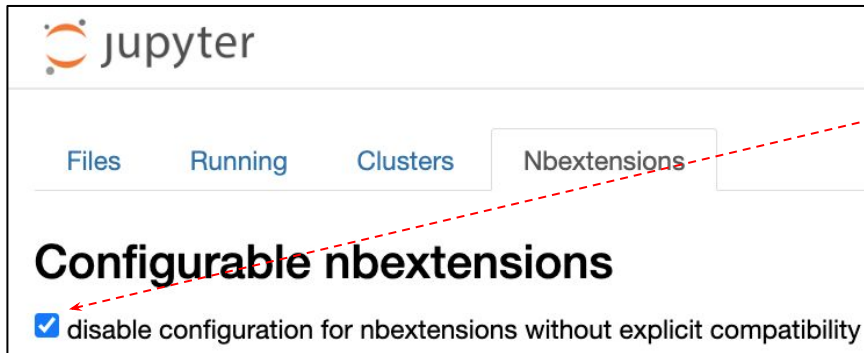 jupyter
Files Running Clusters Nbextensions
Configurable nbextensions
disable configuration for nbextensions without explicit compatibility